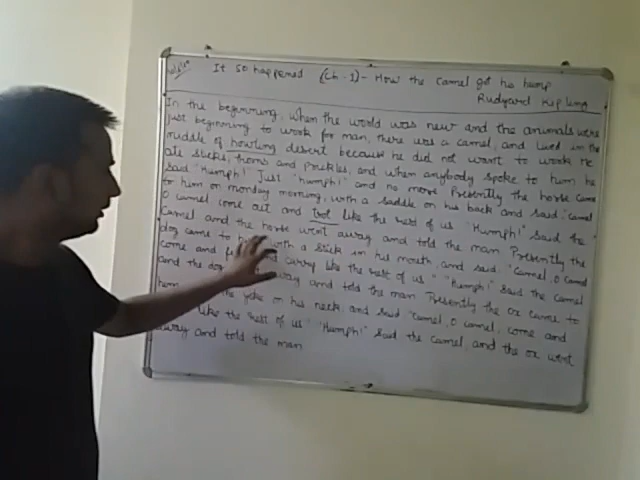 It so happened (Ch-1)- How the Camel got his hump
Rudyard Kipling
In the beginning, when the world was new and the animals were
just beginning to work for man, there was a camel, and lived in the
middle of howling desert because he did not want to work He
ate sticks, thorns and prickles, and when anybody spoke to him he
said "Humph!" Just "humph!" and no more Presently the horse came
to him on monday morning, with a saddle on his back and said "camel
O camel come out and trot like the rest of us "Humph!" said the
Camel and the horse went away and told the man Presently the
dog came to with a stick in his mouth, and said "Camel, O camel
come and carry like the rest of us" "Humph!" said the camel
and the dog away and told the man Presently the ox came to
him the yoke on his neck, and said "camel, O camel, come and
like the rest of us" "Humph!" said the camel, and the ox went
away and told the man